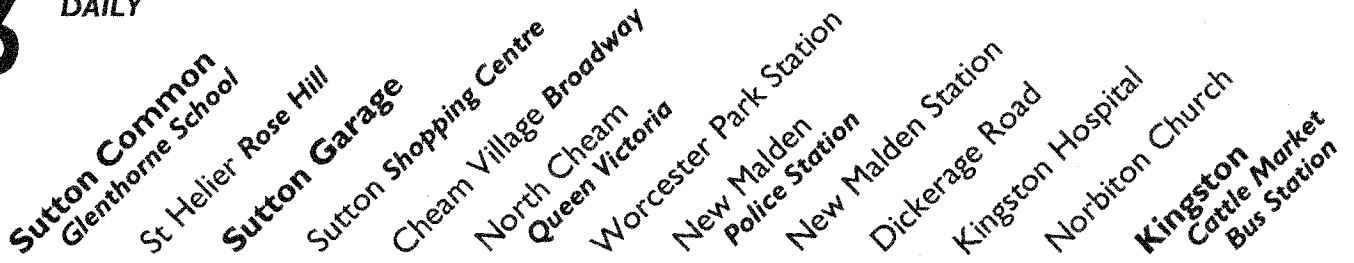 DAILY
Sutton Common
Glenthorne School
St Helier Rose Hill
Sutton Garage
Sutton Shopping Centre
Cheam Village Broadway
North Cheam
Queen Victoria
Worcester Park Station
New Malden
Police Station
New Malden Station
Dickerage Road
Kingston Hospital
Norbiton Church
Kingston
Cattle Market
Bus Station